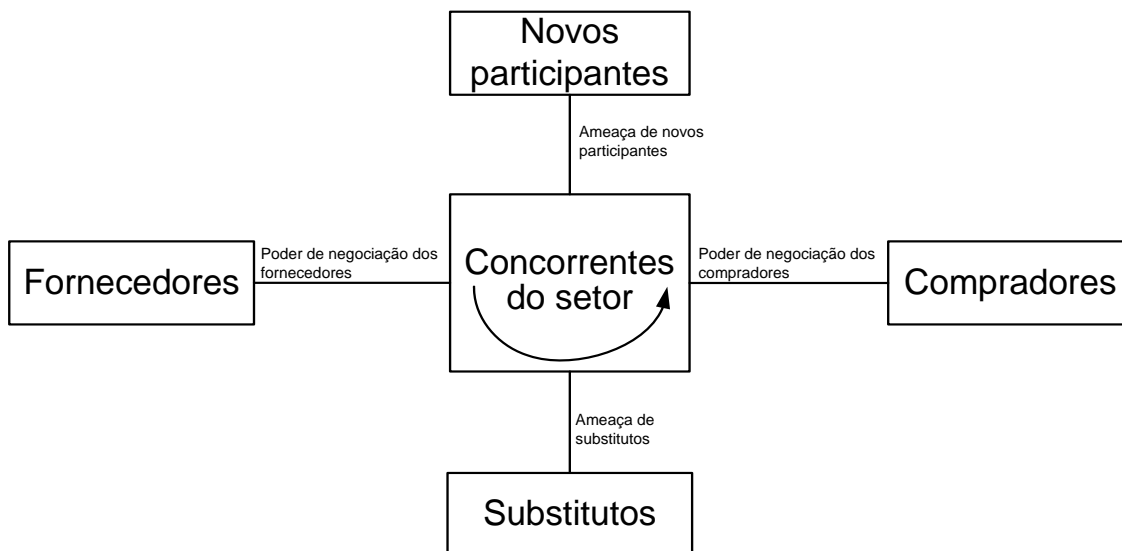 Novos
participantes
Ameaça de novos
participantes
Fornecedores
Poder de negociação dos
fornecedores
Concorrentes
do setor
Poder de negociação dos
compradores
Compradores
Ameaça de
substitutos
Substitutos